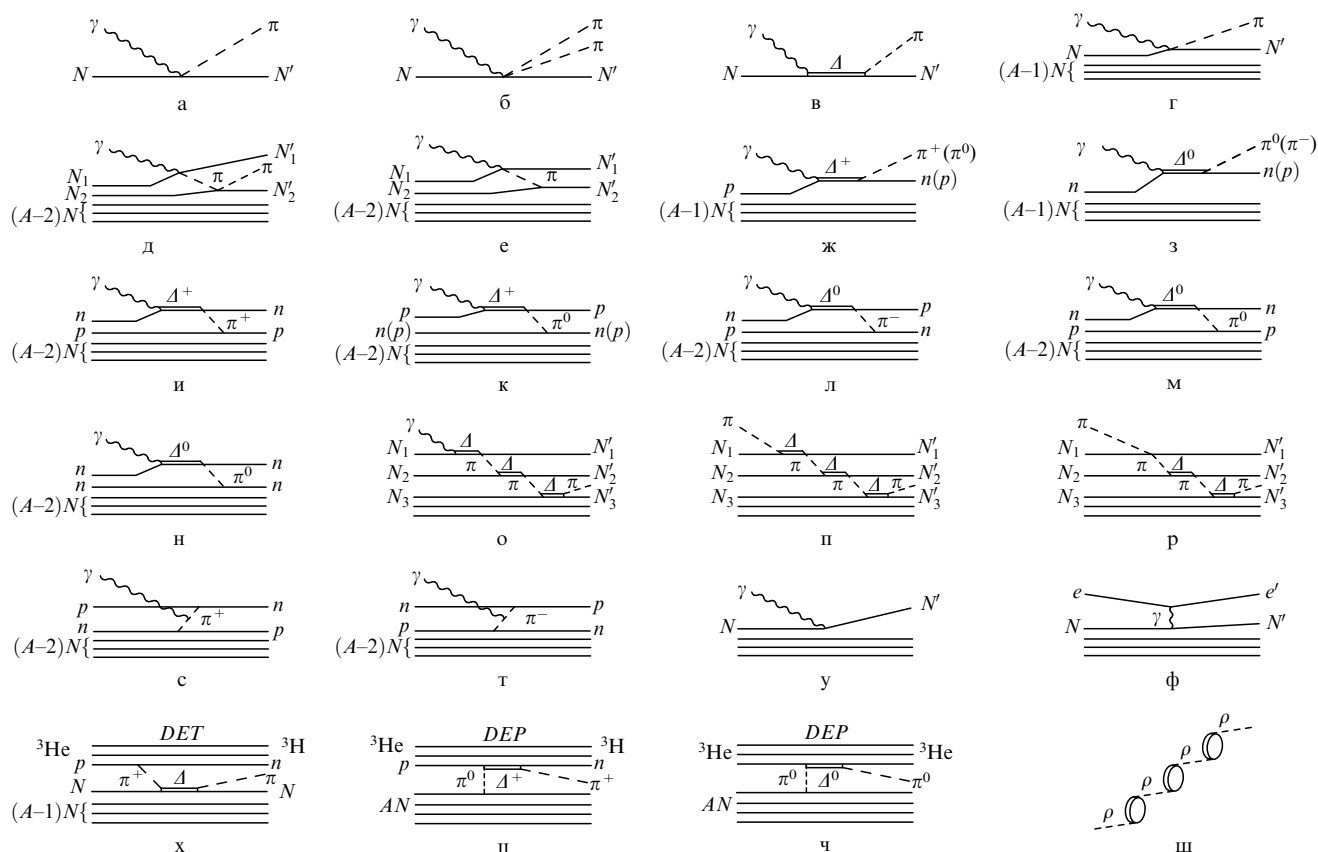 γ π
N N′
а
γ π
π
N N′
б
γ π
Δ
N N′
в
γ π
N N′
(A−1)N{
г
γ N′₁
π π
N₁
N₂ N′₂
(A−2)N{
д
γ
N₁ N′₁
π
N₂ N′₂
(A−2)N{
е
γ Δ⁺ π⁺(π⁰)
p n(p)
(A−1)N{
ж
γ Δ⁰ π⁰(π⁻)
n n(p)
(A−1)N{
з
γ Δ⁺ n
n π⁺
p p
(A−2)N{
и
γ Δ⁺ p
p π⁰
n(p) n(p)
(A−2)N{
к
γ Δ⁰ p
n π⁻
p n
(A−2)N{
л
γ Δ⁰ n
n π⁰
p p
(A−2)N{
м
γ Δ⁰ n
n π⁰
n n
(A−2)N{
н
γ Δ
N₁ N′₁
π Δ
N₂ N′₂
π Δ π
N₃ N′₃
о
π Δ
N₁ N′₁
π Δ
N₂ N′₂
π Δ π
N₃ N′₃
п
π
N₁ N′₁
π Δ
N₂ N′₂
π Δ π
N₃ N′₃
р
γ
p n
π⁺
n p
(A−2)N{
с
γ
n p
π⁻
p n
(A−2)N{
т
γ N′
N
у
e e′
γ
N N′
ф
DET
³He ³H
p n
π⁺ Δ π
N N
(A−1)N{
х
DEP
³He ³H
p n
π⁰ Δ⁺ π⁺
AN
ц
DEP
³He ³He
π⁰ Δ⁰ π⁰
AN
ч
ρ
ρ
ρ
ρ
ш